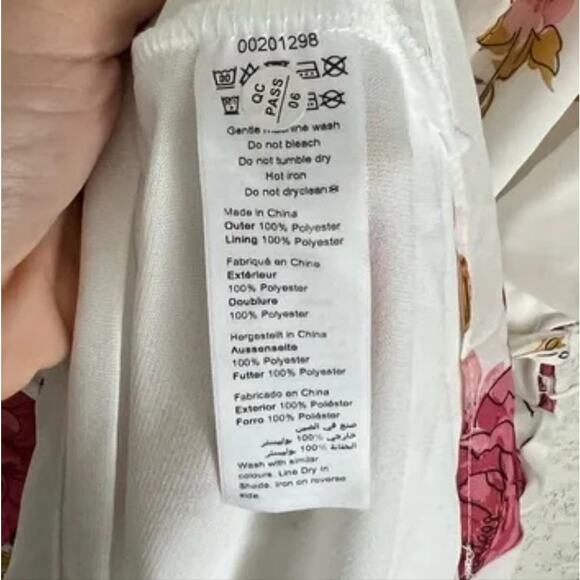 00201298
QC
PASS
06
Gentle wash
Do not bleach
Do not tumble dry
Hot iron
Do not dryclean
Made in China
Outer 100% Polyester
Lining 100% Polyester
Fabriqué en Chine
Extérieur
100% Polyester
Doublure
100% Polyester
Hergestellt in China
Aussenseite
100% Polyester
Futter 100% Polyester
Fabricado en China
Exterior 100% Poliéster
Forro 100% Poliéster
صنع في الصين
خارجي 100% بوليستر
100% بوليستر
Wash with similar
colours. Line Dry in
Shade. Iron on reverse
side.